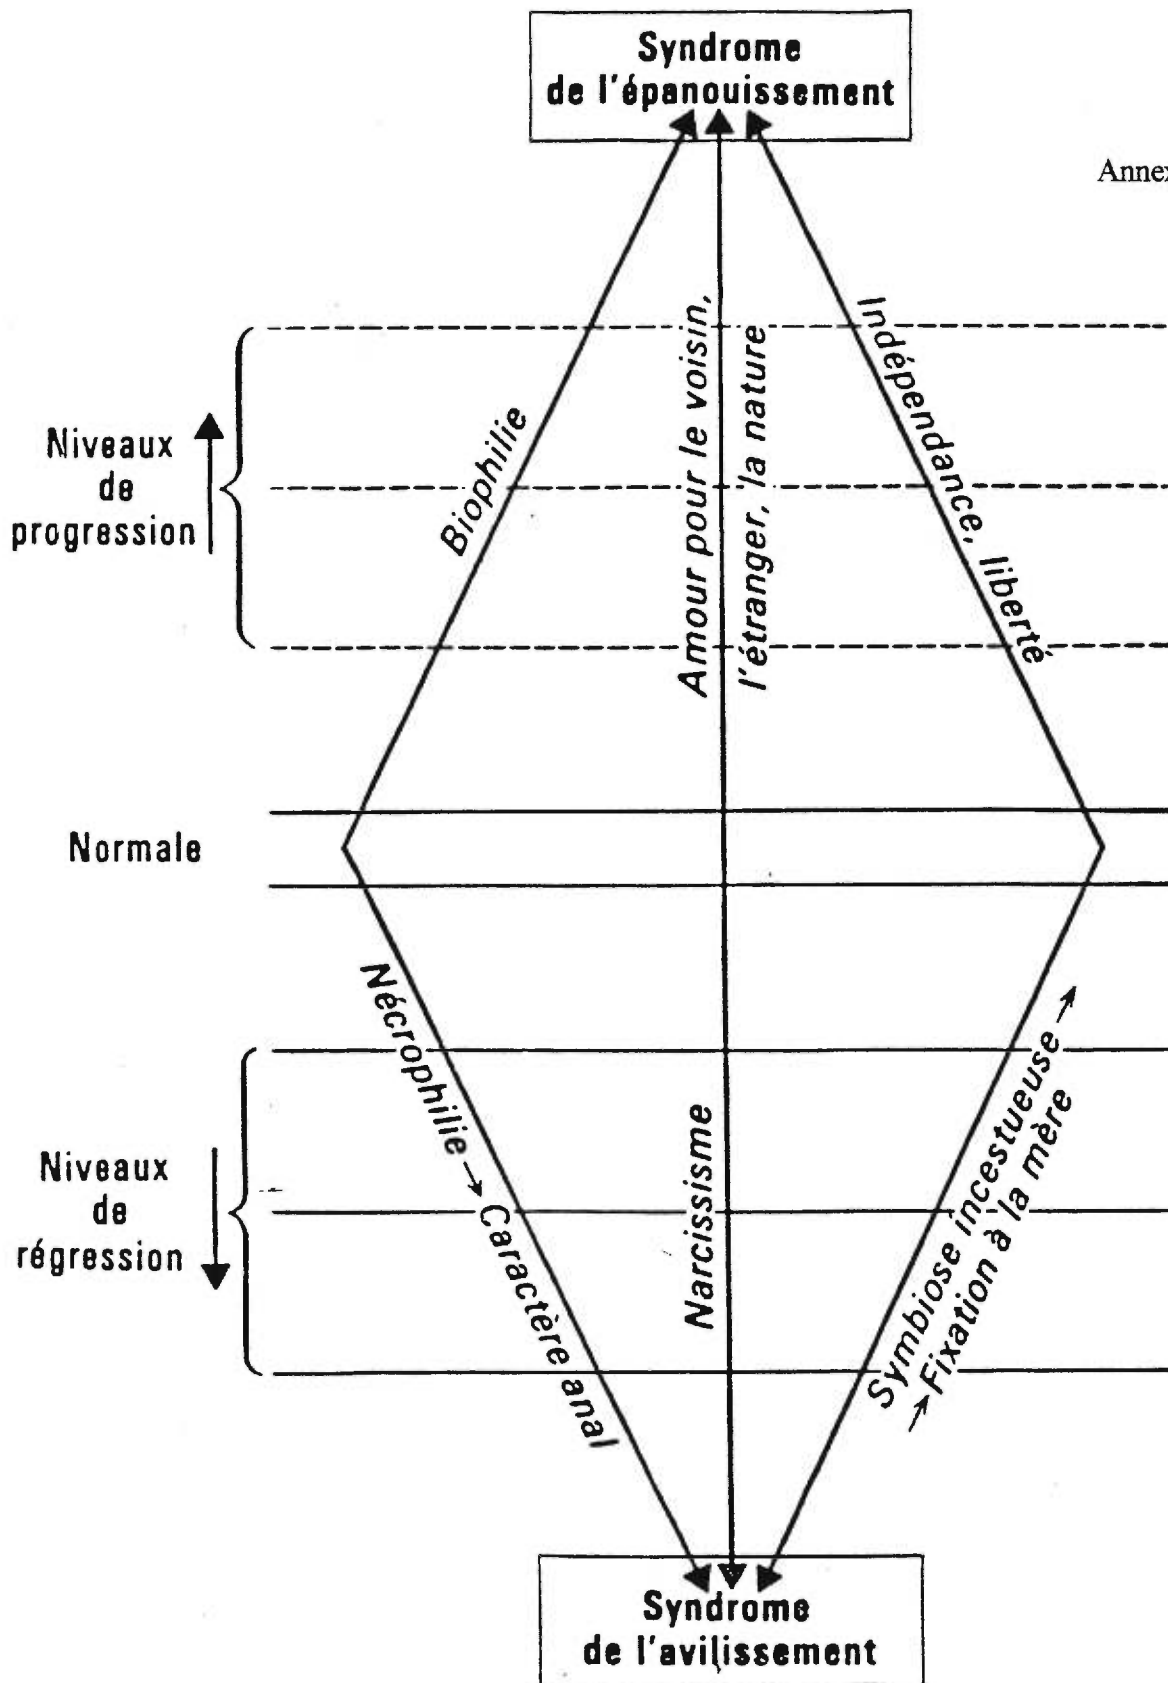 Syndrome
de l'épanouissement
Annex
Niveaux
de
progression
Biophilie
Amour pour le voisin,
l'étranger, la nature
Indépendance, liberté
Normale
Niveaux
de
régression
Nécrophilie → Caractère anal
Narcissisme
Symbiose incestueuse →
→ Fixation à la mère
Syndrome
de l'avilissement